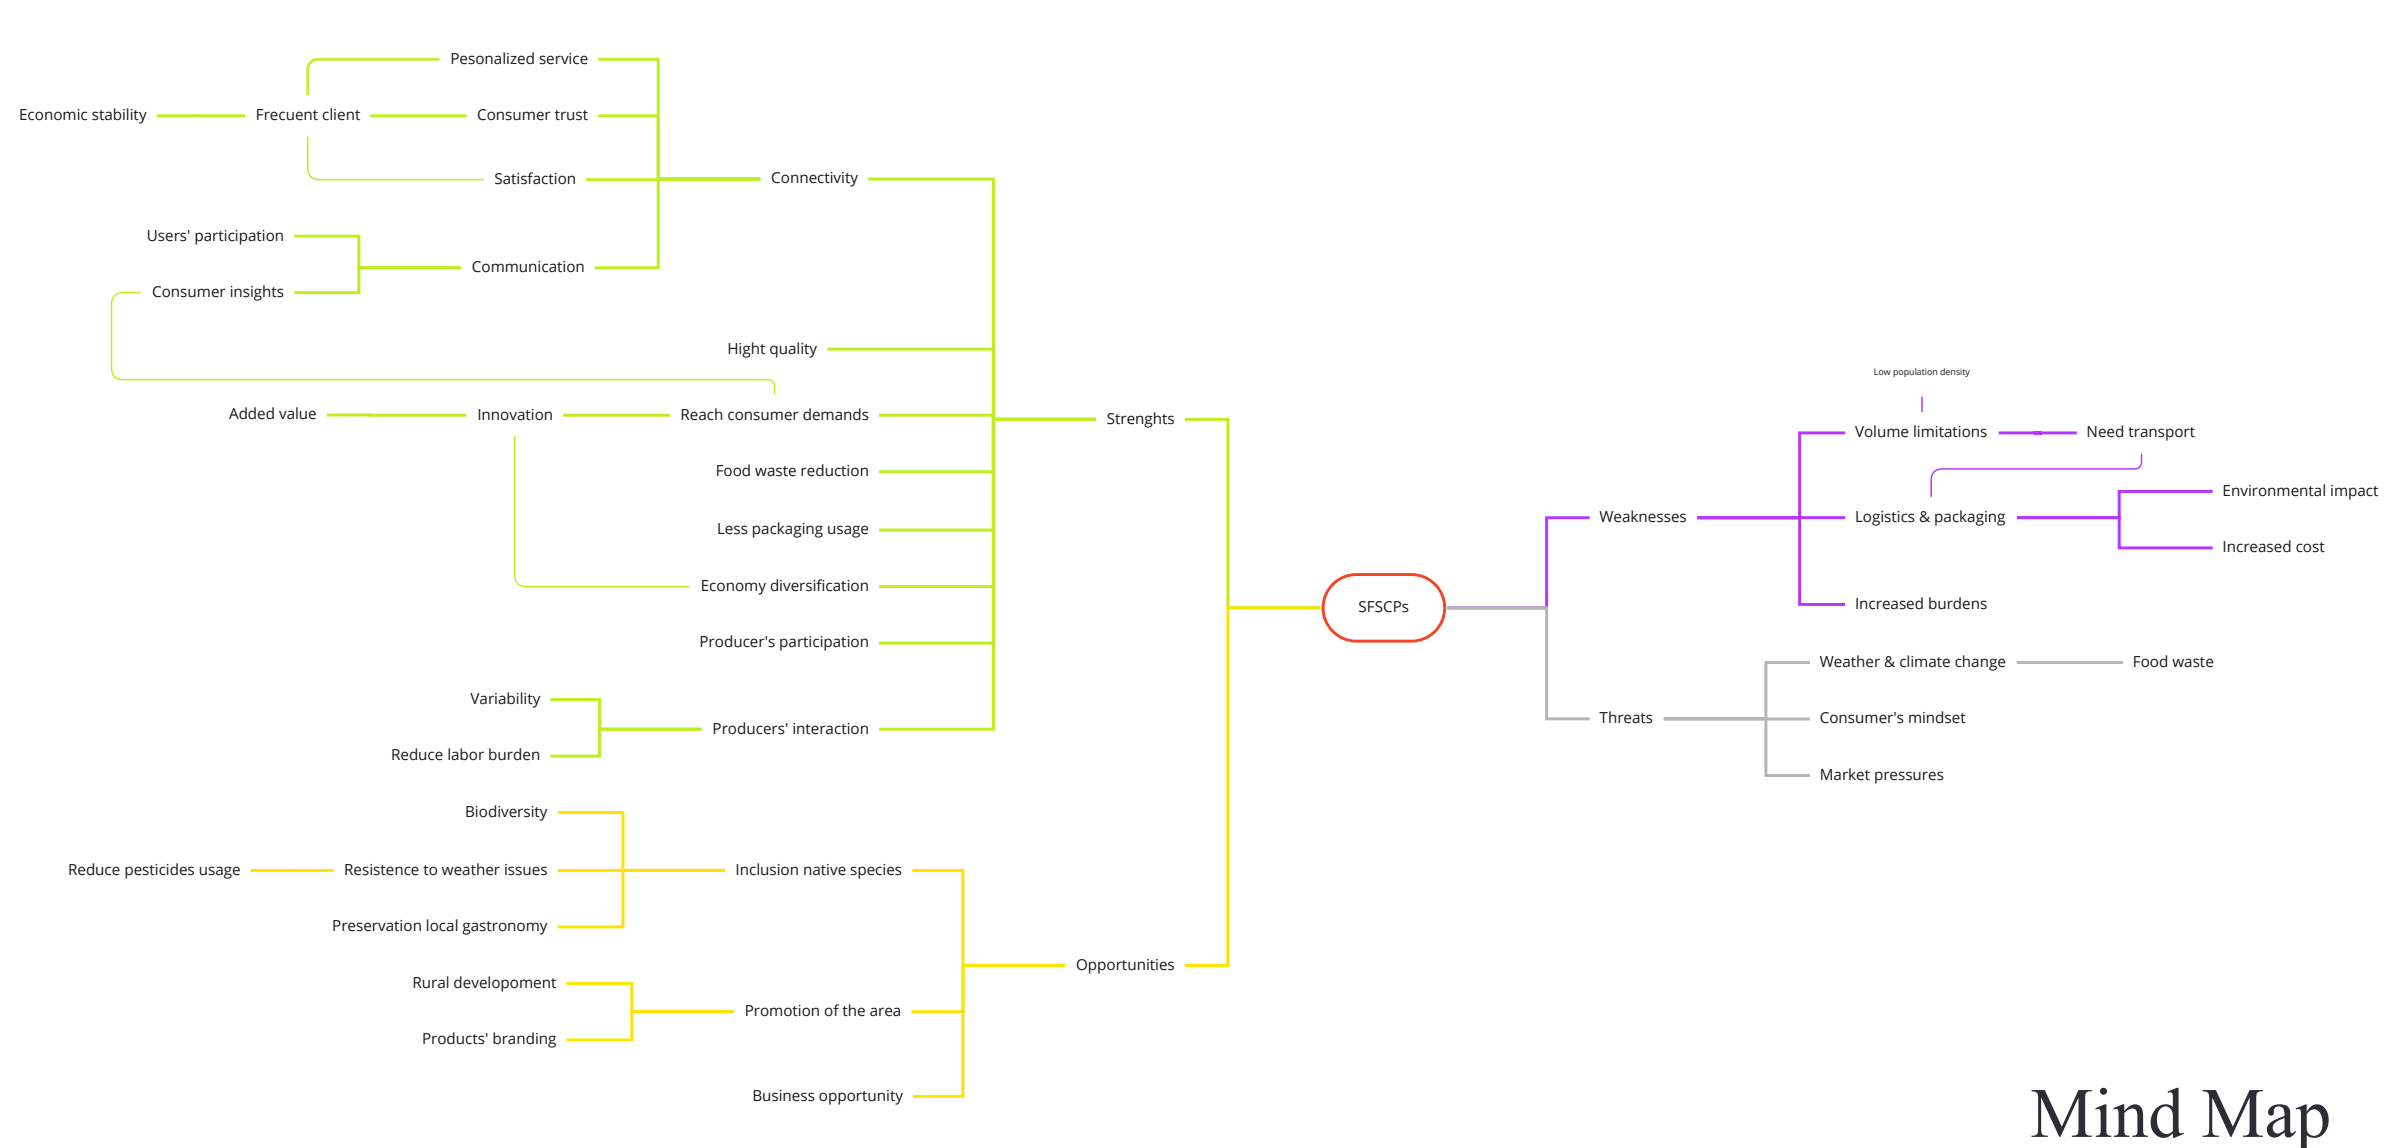 Pesonalized service
Economic stability
Frecuent client
Consumer trust
Satisfaction
Connectivity
Users' participation
Communication
Consumer insights
Hight quality
Added value
Innovation
Reach consumer demands
Strenghts
Food waste reduction
Less packaging usage
Economy diversification
Producer's participation
Variability
Producers' interaction
Reduce labor burden
Biodiversity
Reduce pesticides usage
Resistence to weather issues
Inclusion native species
Preservation local gastronomy
Opportunities
Rural developoment
Promotion of the area
Products' branding
Business opportunity
SFSCPs
Low population density
Volume limitations
Need transport
Environmental impact
Weaknesses
Logistics & packaging
Increased cost
Increased burdens
Weather & climate change
Food waste
Threats
Consumer's mindset
Market pressures
Mind Map